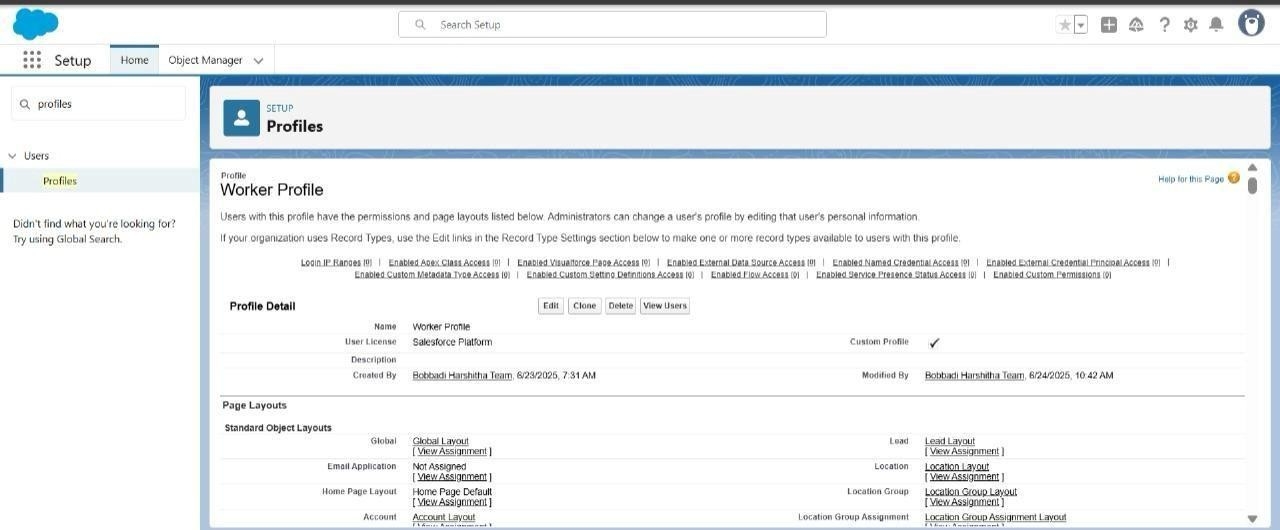 Search Setup
Setup
Home
Object Manager
profiles
Users
Profiles
Didn't find what you're looking for?
Try using Global Search.
SETUP
Profiles
Profile
Worker Profile
Help for this Page
Users with this profile have the permissions and page layouts listed below. Administrators can change a user's profile by editing that user's personal information.
If your organization uses Record Types, use the Edit links in the Record Type Settings section below to make one or more record types available to users with this profile.
Login IP Ranges [0] | Enabled Apex Class Access [0] | Enabled Visualforce Page Access [0] | Enabled External Data Source Access [0] | Enabled Named Credential Access [0] | Enabled External Credential Principal Access [0] |
Enabled Custom Metadata Type Access [0] | Enabled Custom Setting Definitions Access [0] | Enabled Flow Access [0] | Enabled Service Presence Status Access [0] | Enabled Custom Permissions [0]
Profile Detail Edit Clone Delete View Users
Name Worker Profile
User License Salesforce Platform Custom Profile ✓
Description
Created By Bobbadi Harshitha Team, 6/23/2025, 7:31 AM Modified By Bobbadi Harshitha Team, 6/24/2025, 10:42 AM
Page Layouts
Standard Object Layouts
Global Global Layout Lead Lead Layout
[ View Assignment ] [ View Assignment ]
Email Application Not Assigned Location Location Layout
[ View Assignment ] [ View Assignment ]
Home Page Layout Home Page Default Location Group Location Group Layout
[ View Assignment ] [ View Assignment ]
Account Account Layout Location Group Assignment Location Group Assignment Layout